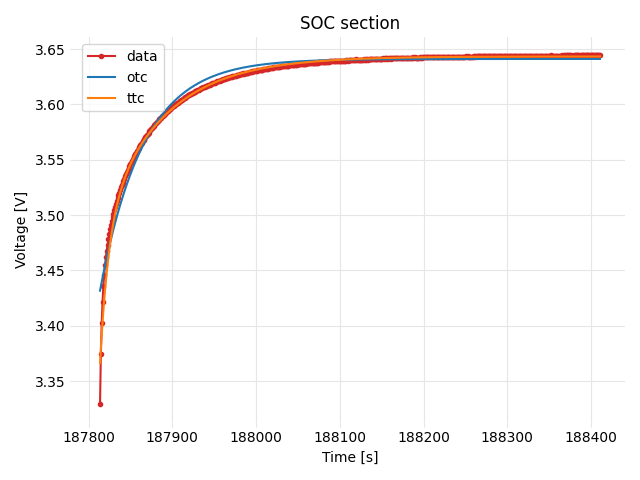 SOC section
data
otc
ttc
Voltage [V]
3.65
3.60
3.55
3.50
3.45
3.40
3.35
187800 187900 188000 188100 188200 188300 188400
Time [s]